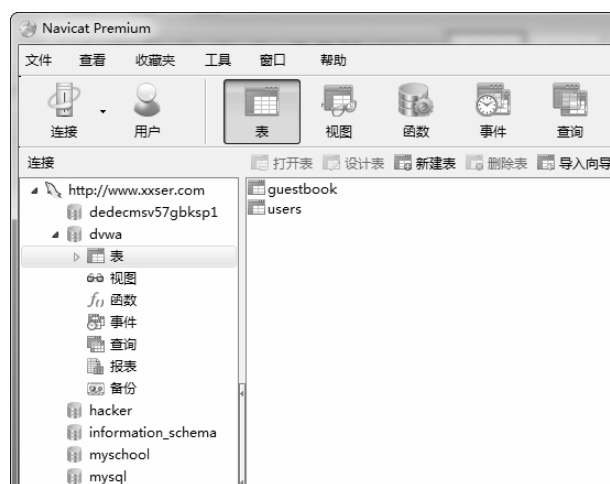 Navicat Premium
文件 查看 收藏夹 工具 窗口 帮助
连接 用户 表 视图 函数 事件 查询
连接 打开表 设计表 新建表 删除表 导入向导
http://www.xxser.com guestbook
dedecmsv57gbksp1 users
dvwa
表
视图
f() 函数
事件
查询
报表
备份
hacker
information_schema
myschool
mysql